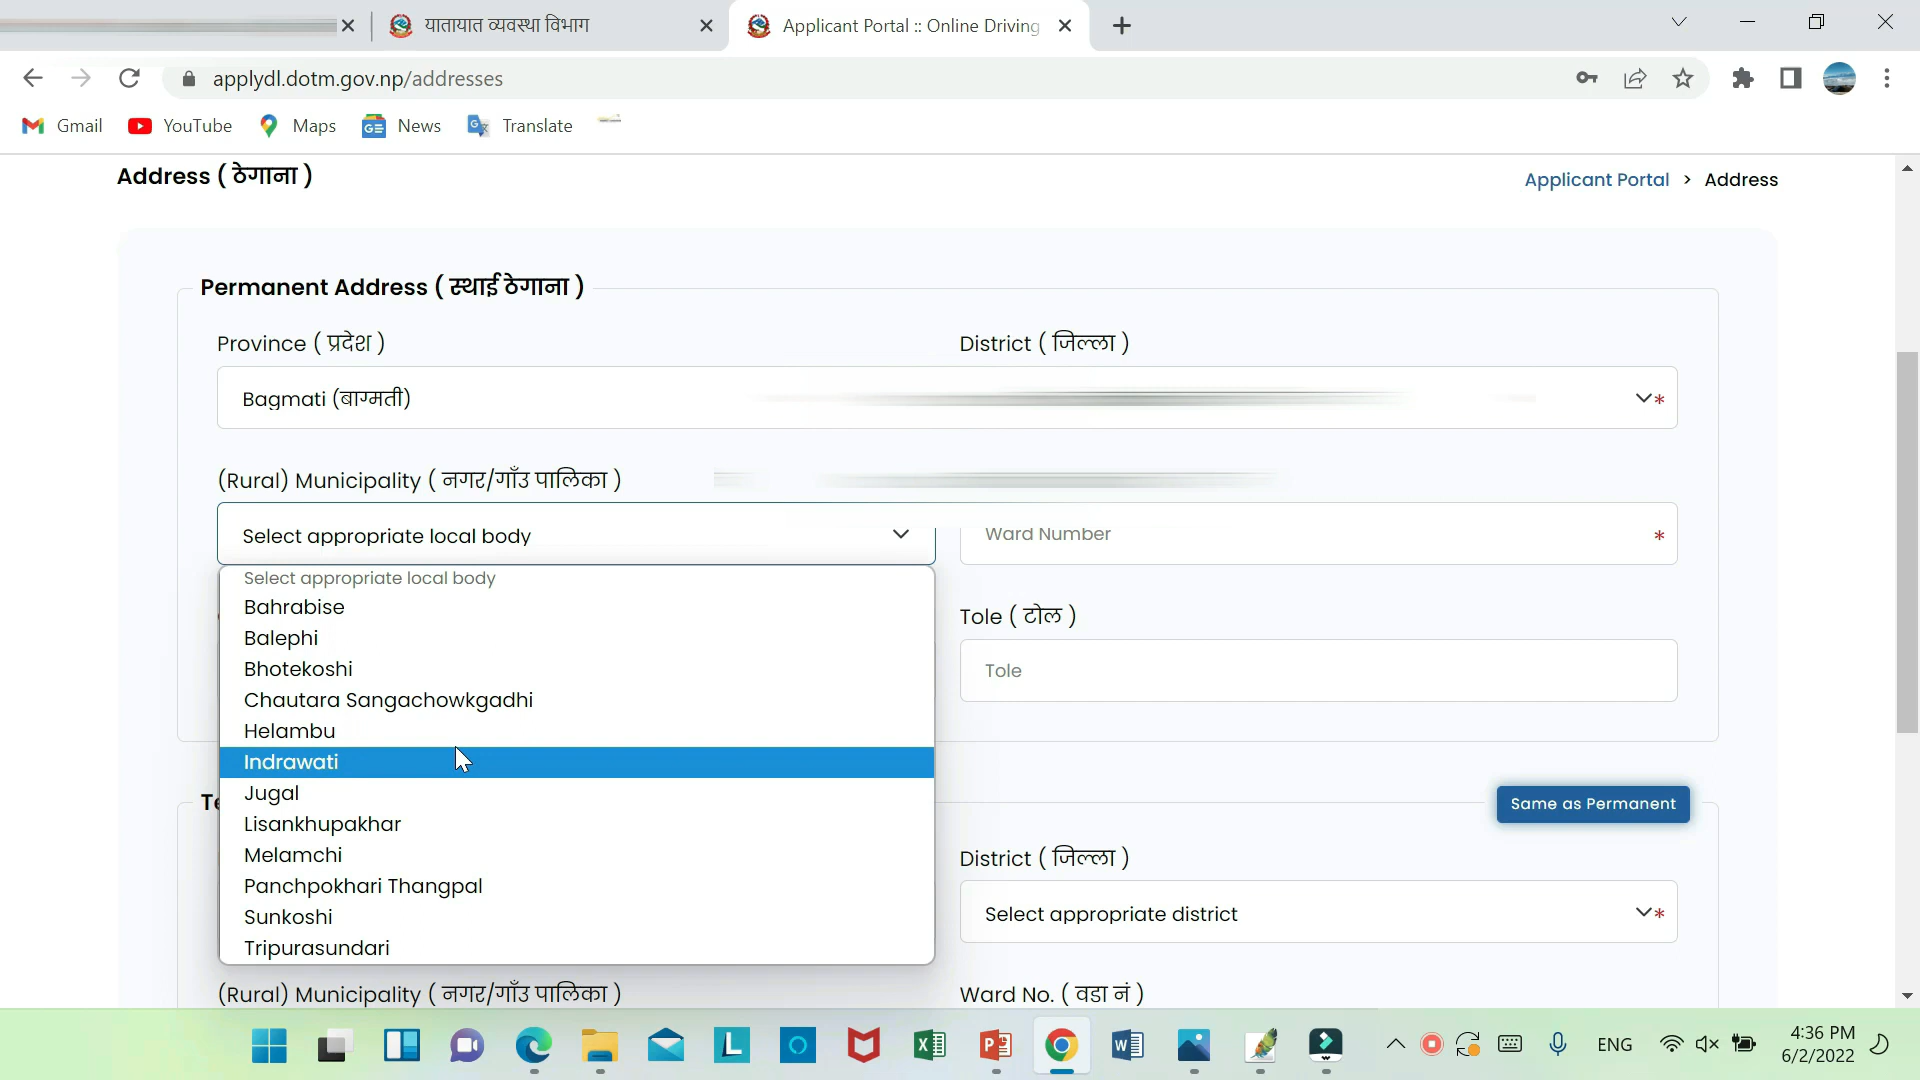 यातायात व्यवस्था विभाग
Applicant Portal :: Online Driving
applydl.dotm.gov.np/addresses
Gmail
YouTube
Maps
News
Translate
Address ( ठेगाना )
Applicant Portal > Address
Permanent Address ( स्थाई ठेगाना )
Province ( प्रदेश )
District ( जिल्ला )
Bagmati (बाग्मती)
*
(Rural) Municipality ( नगर/गाँउ पालिका )
Select appropriate local body
Ward Number
*
Select appropriate local body
Bahrabise
Balephi
Bhotekoshi
Chautara Sangachowkgadhi
Helambu
Indrawati
Jugal
Lisankhupakhar
Melamchi
Panchpokhari Thangpal
Sunkoshi
Tripurasundari
Tole ( टोल )
Tole
Same as Permanent
District ( जिल्ला )
Select appropriate district
*
(Rural) Municipality ( नगर/गाँउ पालिका )
Ward No. ( वडा नं )
ENG
4:36 PM
6/2/2022